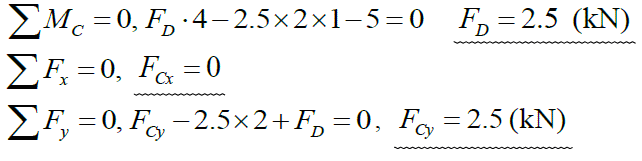 ∑M_C = 0, F_D · 4 − 2.5 × 2 × 1 − 5 = 0 F_D = 2.5 (kN)
∑F_x = 0, F_Cx = 0
∑F_y = 0, F_Cy − 2.5 × 2 + F_D = 0, F_Cy = 2.5 (kN)